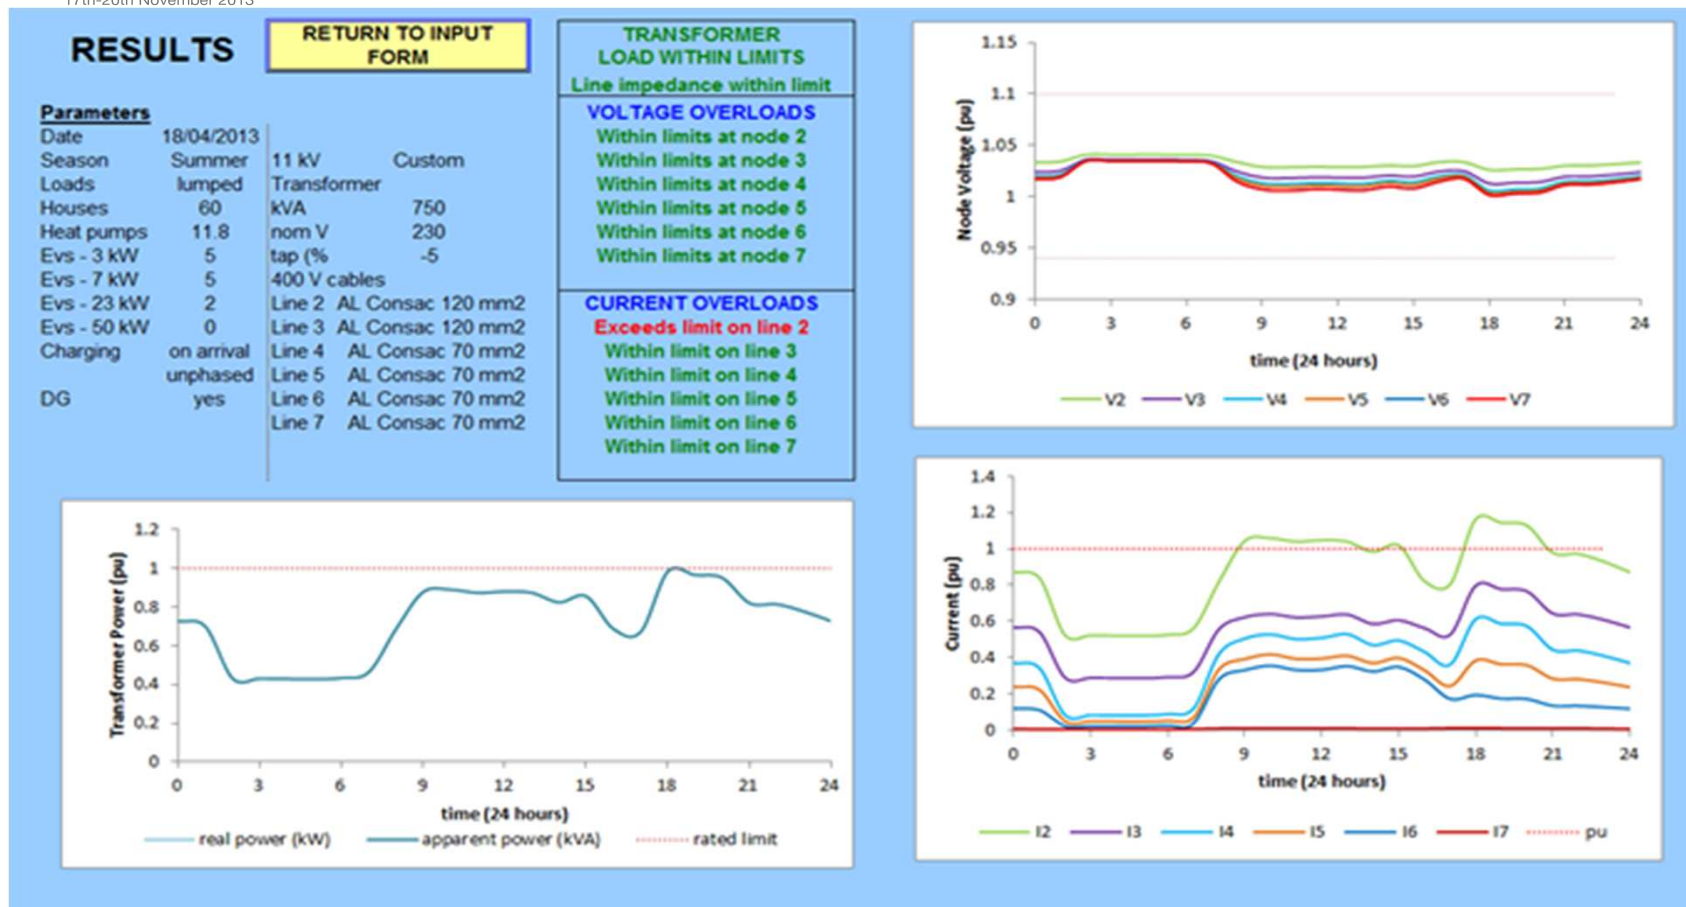 17th-20th November 2013
RESULTS
RETURN TO INPUT
FORM
Parameters
Date 18/04/2013
Season Summer 11 kV Custom
Loads lumped Transformer
Houses 60 kVA 750
Heat pumps 11.8 nom V 230
Evs - 3 kW 5 tap (% -5
Evs - 7 kW 5 400 V cables
Evs - 23 kW 2 Line 2 AL Consac 120 mm2
Evs - 50 kW 0 Line 3 AL Consac 120 mm2
Charging on arrival Line 4 AL Consac 70 mm2
unphased Line 5 AL Consac 70 mm2
DG yes Line 6 AL Consac 70 mm2
Line 7 AL Consac 70 mm2
TRANSFORMER
LOAD WITHIN LIMITS
Line impedance within limit
VOLTAGE OVERLOADS
Within limits at node 2
Within limits at node 3
Within limits at node 4
Within limits at node 5
Within limits at node 6
Within limits at node 7
CURRENT OVERLOADS
Exceeds limit on line 2
Within limit on line 3
Within limit on line 4
Within limit on line 5
Within limit on line 6
Within limit on line 7
Node Voltage (pu)
1.15
1.1
1.05
1
0.95
0.9
0 3 6 9 12 15 18 21 24
time (24 hours)
V2 V3 V4 V5 V6 V7
Transformer Power (pu)
1.2
1
0.8
0.6
0.4
0.2
0
0 3 6 9 12 15 18 21 24
time (24 hours)
real power (kW) apparent power (kVA) rated limit
Current (pu)
1.4
1.2
1
0.8
0.6
0.4
0.2
0
0 3 6 9 12 15 18 21 24
time (24 hours)
I2 I3 I4 I5 I6 I7 pu